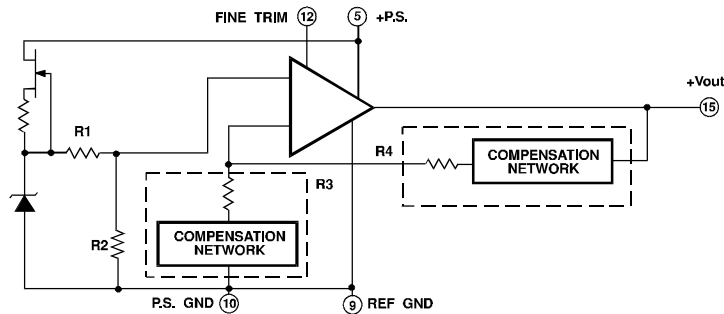 FINE TRIM 12 5 +P.S.
+Vout
15
R1
R4
COMPENSATION
NETWORK
R3
R2
COMPENSATION
NETWORK
P.S. GND 10 9 REF GND